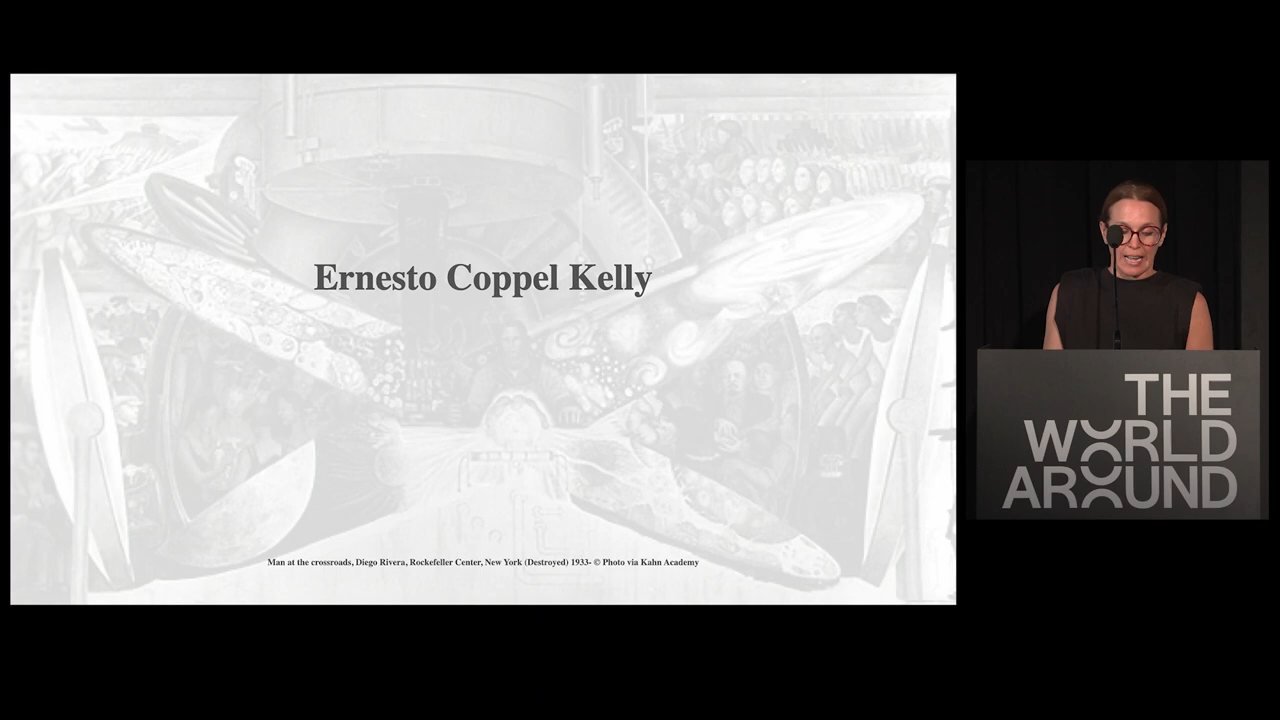 Ernesto Coppel Kelly
Man at the crossroads, Diego Rivera, Rockefeller Center, New York (Destroyed) 1933- © Photo via Kahn Academy
THE
WORLD
AROUND